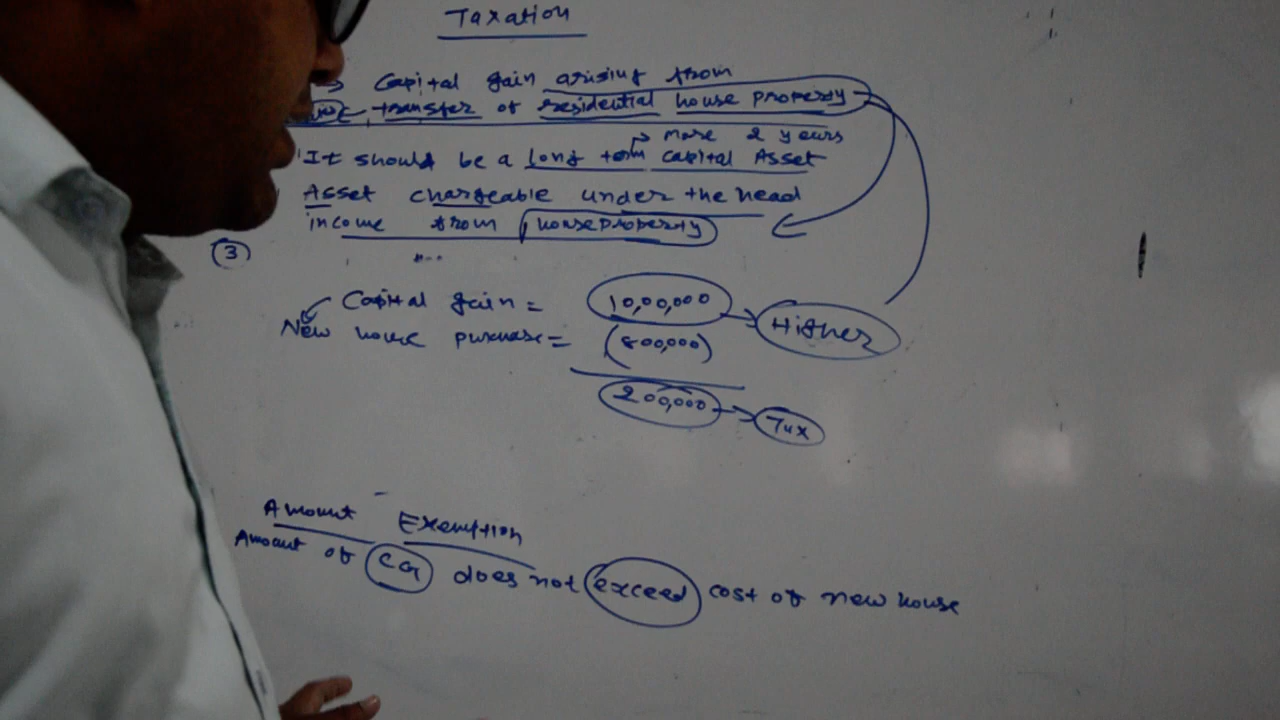 Taxation
Capital gain arising from
transfer of residential house property
More 2 years
It should be a long term capital Asset
Asset chargeable under the head
income from house property
3
Capital gain = 10,00,000 Higher
New house purchase = (800,000)
200,000 Tax
Amount Exemption
Amount of CG does not exceed cost of new house